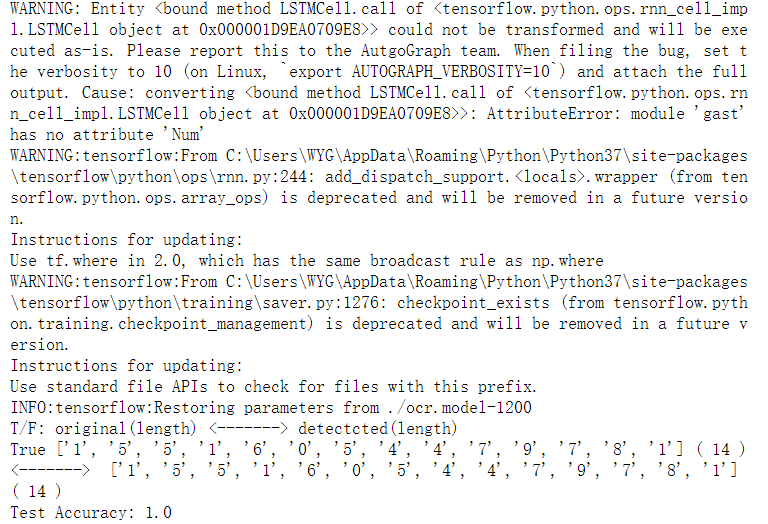 WARNING: Entity <bound method LSTMCell.call of <tensorflow.python.ops.rnn_cell_imp
l.LSTMCell object at 0x000001D9EA0709E8>> could not be transformed and will be exe
cuted as-is. Please report this to the AutgoGraph team. When filing the bug, set t
he verbosity to 10 (on Linux, `export AUTOGRAPH_VERBOSITY=10`) and attach the full
output. Cause: converting <bound method LSTMCell.call of <tensorflow.python.ops.rn
n_cell_impl.LSTMCell object at 0x000001D9EA0709E8>>: AttributeError: module 'gast'
has no attribute 'Num'
WARNING:tensorflow:From C:\Users\WYG\AppData\Roaming\Python\Python37\site-packages
\tensorflow\python\ops\rnn.py:244: add_dispatch_support.<locals>.wrapper (from ten
sorflow.python.ops.array_ops) is deprecated and will be removed in a future versio
n.
Instructions for updating:
Use tf.where in 2.0, which has the same broadcast rule as np.where
WARNING:tensorflow:From C:\Users\WYG\AppData\Roaming\Python\Python37\site-packages
\tensorflow\python\training\saver.py:1276: checkpoint_exists (from tensorflow.pyth
on.training.checkpoint_management) is deprecated and will be removed in a future v
ersion.
Instructions for updating:
Use standard file APIs to check for files with this prefix.
INFO:tensorflow:Restoring parameters from ./ocr.model-1200
T/F: original(length) <-------> detectcted(length)
True ['1', '5', '5', '1', '6', '0', '5', '4', '4', '7', '9', '7', '8', '1'] ( 14 )
<-------> ['1', '5', '5', '1', '6', '0', '5', '4', '4', '7', '9', '7', '8', '1']
( 14 )
Test Accuracy: 1.0